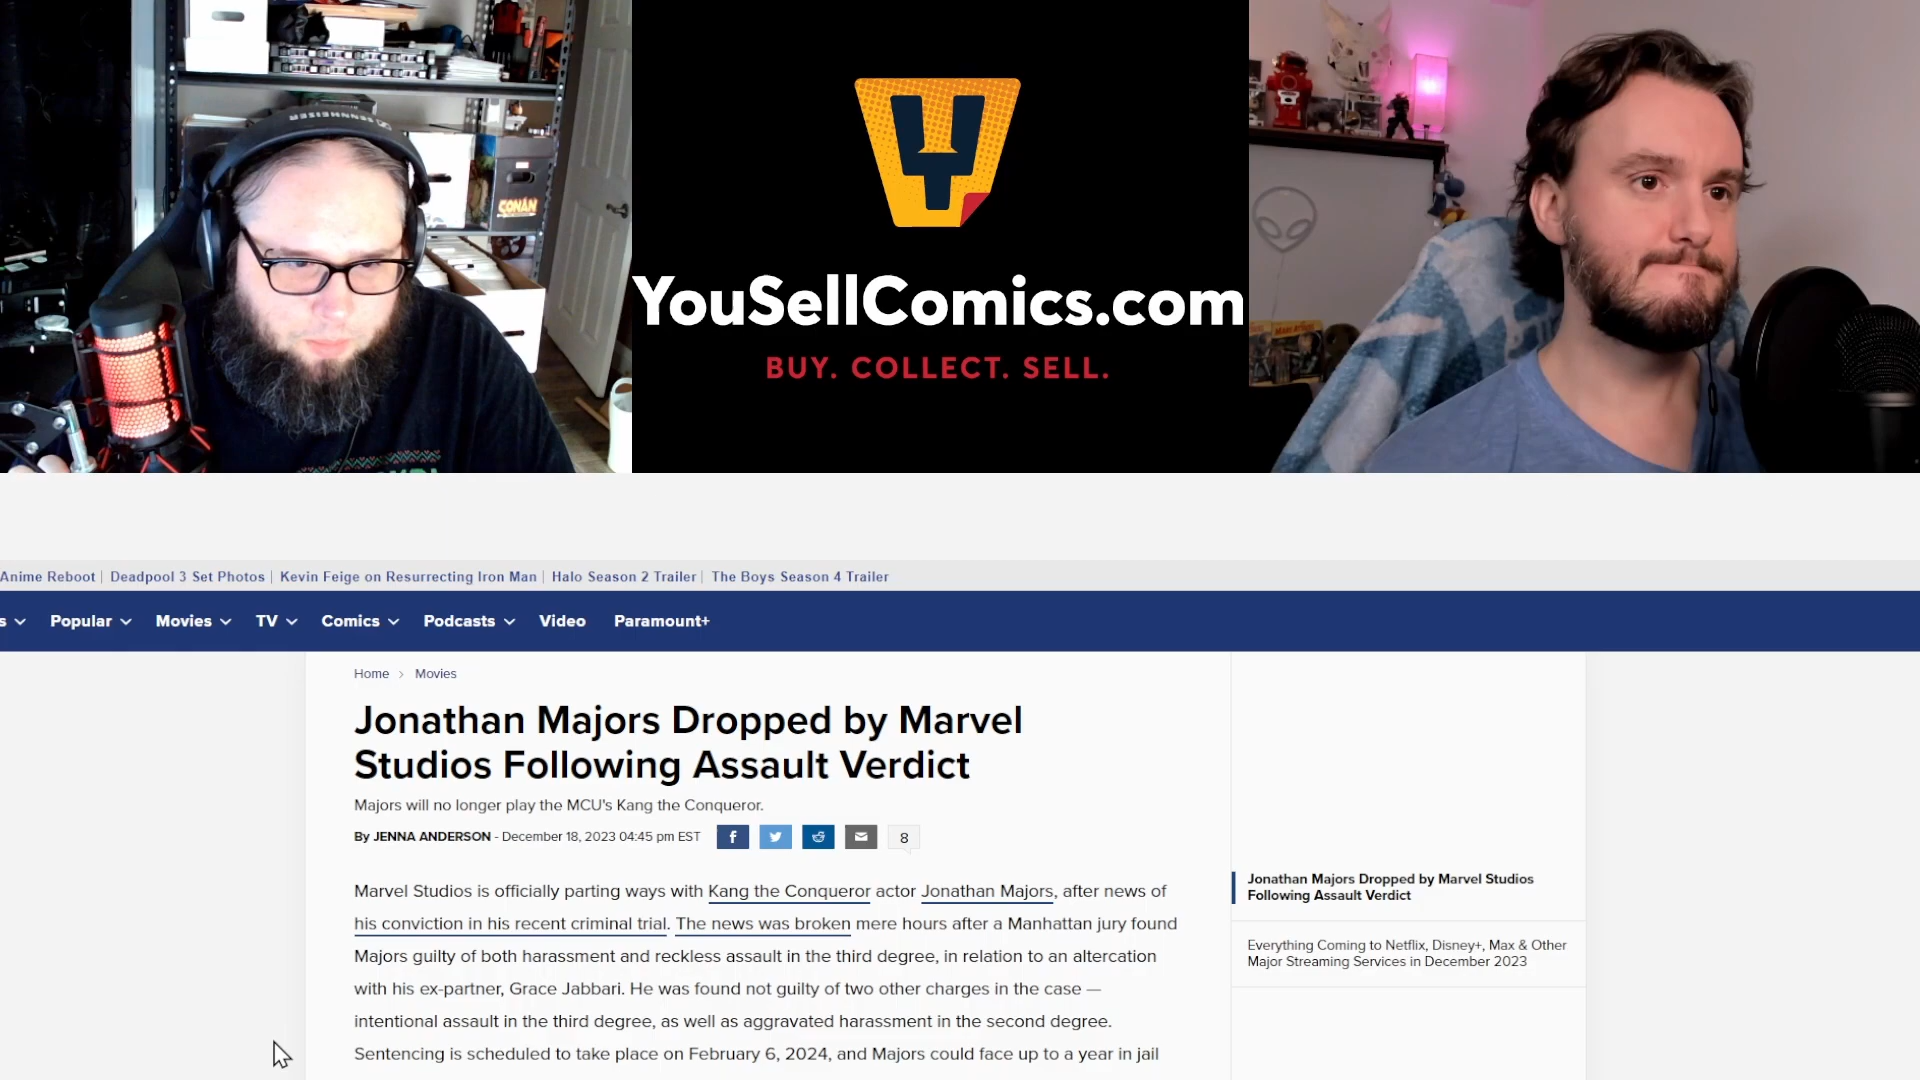 SENNHEISER
CONAN
YouSellComics.com
BUY. COLLECT. SELL.
Anime Reboot | Deadpool 3 Set Photos | Kevin Feige on Resurrecting Iron Man | Halo Season 2 Trailer | The Boys Season 4 Trailer
s Popular Movies TV Comics Podcasts Video Paramount+
Home > Movies
Jonathan Majors Dropped by Marvel
Studios Following Assault Verdict
Majors will no longer play the MCU's Kang the Conqueror.
By JENNA ANDERSON - December 18, 2023 04:45 pm EST
8
Marvel Studios is officially parting ways with Kang the Conqueror actor Jonathan Majors, after news of
his conviction in his recent criminal trial. The news was broken mere hours after a Manhattan jury found
Majors guilty of both harassment and reckless assault in the third degree, in relation to an altercation
with his ex-partner, Grace Jabbari. He was found not guilty of two other charges in the case —
intentional assault in the third degree, as well as aggravated harassment in the second degree.
Sentencing is scheduled to take place on February 6, 2024, and Majors could face up to a year in jail
Jonathan Majors Dropped by Marvel Studios
Following Assault Verdict
Everything Coming to Netflix, Disney+, Max & Other
Major Streaming Services in December 2023